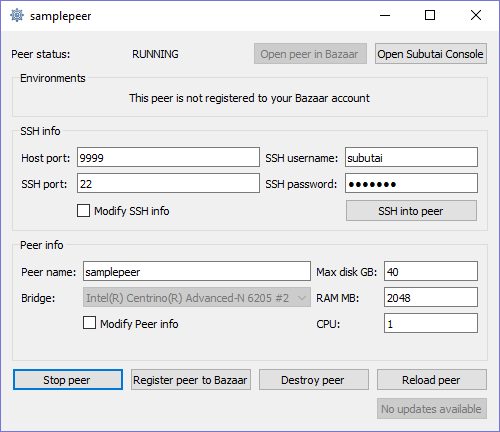 samplepeer
Peer status: RUNNING Open peer in Bazaar Open Subutai Console
Environments
This peer is not registered to your Bazaar account
SSH info
Host port: 9999 SSH username: subutai
SSH port: 22 SSH password: ●●●●●●●
Modify SSH info SSH into peer
Peer info
Peer name: samplepeer Max disk GB: 40
Bridge: Intel(R) Centrino(R) Advanced-N 6205 #2 RAM MB: 2048
Modify Peer info CPU: 1
Stop peer Register peer to Bazaar Destroy peer Reload peer
No updates available